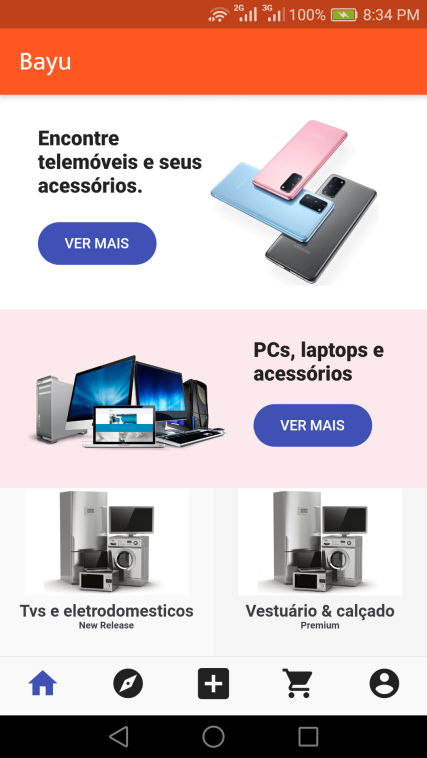 2G 3G 100% 8:34 PM
Bayu
Encontre
telemóveis e seus
acessórios.
VER MAIS
PCs, laptops e
acessórios
VER MAIS
Tvs e eletrodomesticos
New Release
Vestuário & calçado
Premium